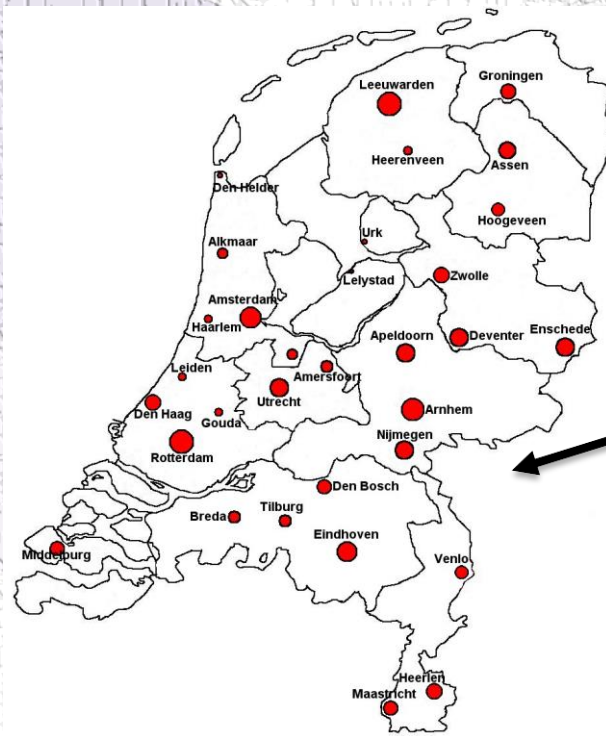 Groningen
Leeuwarden
Heerenveen
Assen
Den Helder
Hoogeveen
Urk
Alkmaar
Zwolle
Lelystad
Amsterdam
Haarlem
Apeldoorn
Deventer
Enschede
Leiden
Amersfoort
Utrecht
Den Haag
Gouda
Arnhem
Nijmegen
Rotterdam
Den Bosch
Tilburg
Breda
Eindhoven
Middelburg
Venlo
Heerlen
Maastricht